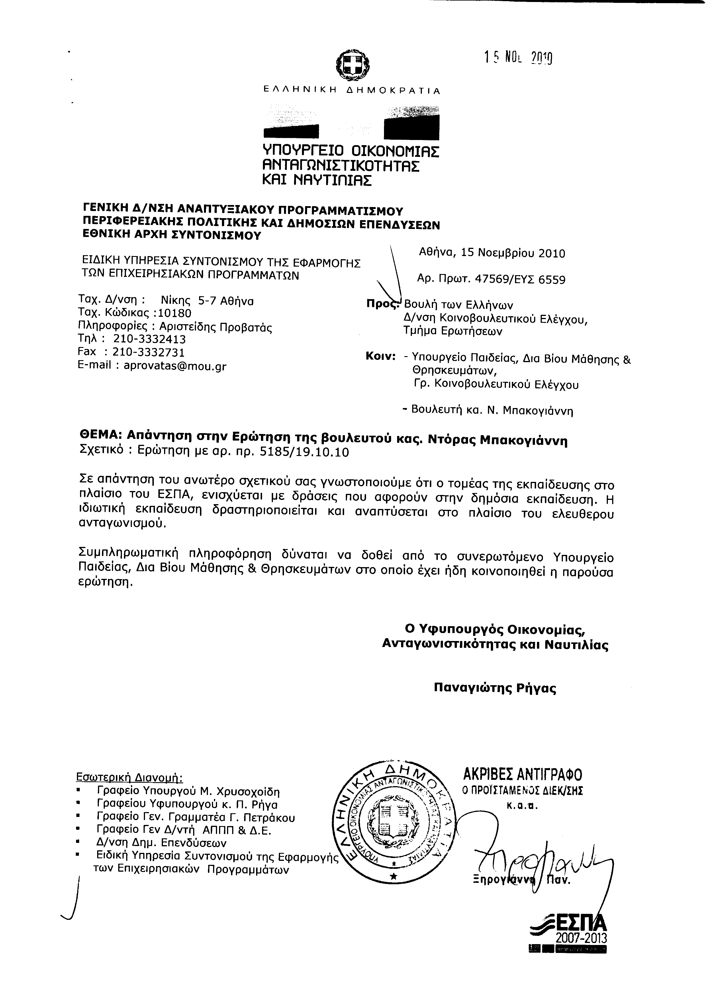 15 ΝΟΕ 2010
ΕΛΛΗΝΙΚΗ ΔΗΜΟΚΡΑΤΙΑ
ΥΠΟΥΡΓΕΙΟ ΟΙΚΟΝΟΜΙΑΣ
ΑΝΤΑΓΩΝΙΣΤΙΚΟΤΗΤΑΣ
ΚΑΙ ΝΑΥΤΙΛΙΑΣ
ΓΕΝΙΚΗ Δ/ΝΣΗ ΑΝΑΠΤΥΞΙΑΚΟΥ ΠΡΟΓΡΑΜΜΑΤΙΣΜΟΥ
ΠΕΡΙΦΕΡΕΙΑΚΗΣ ΠΟΛΙΤΙΚΗΣ ΚΑΙ ΔΗΜΟΣΙΩΝ ΕΠΕΝΔΥΣΕΩΝ
ΕΘΝΙΚΗ ΑΡΧΗ ΣΥΝΤΟΝΙΣΜΟΥ
ΕΙΔΙΚΗ ΥΠΗΡΕΣΙΑ ΣΥΝΤΟΝΙΣΜΟΥ ΤΗΣ ΕΦΑΡΜΟΓΗΣ
ΤΩΝ ΕΠΙΧΕΙΡΗΣΙΑΚΩΝ ΠΡΟΓΡΑΜΜΑΤΩΝ
Ταχ. Δ/νση : Νίκης 5-7 Αθήνα
Ταχ. Κώδικας :10180
Πληροφορίες : Αριστείδης Προβατάς
Τηλ : 210-3332413
Fax : 210-3332731
E-mail : aprovatas@mou.gr
Αθήνα, 15 Νοεμβρίου 2010
Αρ. Πρωτ. 47569/ΕΥΣ 6559
Προς: Βουλή των Ελλήνων
Δ/νση Κοινοβουλευτικού Ελέγχου,
Τμήμα Ερωτήσεων
Κοιν: - Υπουργείο Παιδείας, Δια Βίου Μάθησης &
Θρησκευμάτων,
Γρ. Κοινοβουλευτικού Ελέγχου
- Βουλευτή κα. Ν. Μπακογιάννη
ΘΕΜΑ: Απάντηση στην Ερώτηση της βουλευτού κας. Ντόρας Μπακογιάννη
Σχετικό : Ερώτηση με αρ. πρ. 5185/19.10.10
Σε απάντηση του ανωτέρο σχετικού σας γνωστοποιούμε ότι ο τομέας της εκπαίδευσης στο
πλαίσιο του ΕΣΠΑ, ενισχύεται με δράσεις που αφορούν στην δημόσια εκπαίδευση. Η
ιδιωτική εκπαίδευση δραστηριοποιείται και αναπτύσεται στο πλαίσιο του ελευθερου
ανταγωνισμού.
Συμπληρωματική πληροφόρηση δύναται να δοθεί από το συνερωτόμενο Υπουργείο
Παιδείας, Δια Βίου Μάθησης & Θρησκευμάτων στο οποίο έχει ήδη κοινοποιηθεί η παρούσα
ερώτηση.
Ο Υφυπουργός Οικονομίας,
Ανταγωνιστικότητας και Ναυτιλίας
Παναγιώτης Ρήγας
Εσωτερική Διανομή:
▪ Γραφείο Υπουργού Μ. Χρυσοχοίδη
▪ Γραφείου Υφυπουργού κ. Π. Ρήγα
▪ Γραφείο Γεν. Γραμματέα Γ. Πετράκου
▪ Γραφείο Γεν Δ/ντή ΑΠΠΠ & Δ.Ε.
▪ Δ/νση Δημ. Επενδύσεων
▪ Ειδική Υπηρεσία Συντονισμού της Εφαρμογής
των Επιχειρησιακών Προγραμμάτων
ΕΛΛΗΝΙΚΗ ΔΗΜΟΚΡΑΤΙΑ
ΥΠΟΥΡΓΕΙΟ ΟΙΚΟΝΟΜΙΑΣ ΑΝΤΑΓΩΝΙΣΤΙΚΟΤΗΤΑΣ ΚΑΙ ΝΑΥΤΙΛΙΑΣ
ΑΚΡΙΒΕΣ ΑΝΤΙΓΡΑΦΟ
Ο ΠΡΟΪΣΤΑΜΕΝΟΣ ΔΙΕΚ/ΣΗΣ
κ.α.α.
Ξηρογιάννη Παν.
ΕΣΠΑ
2007-2013